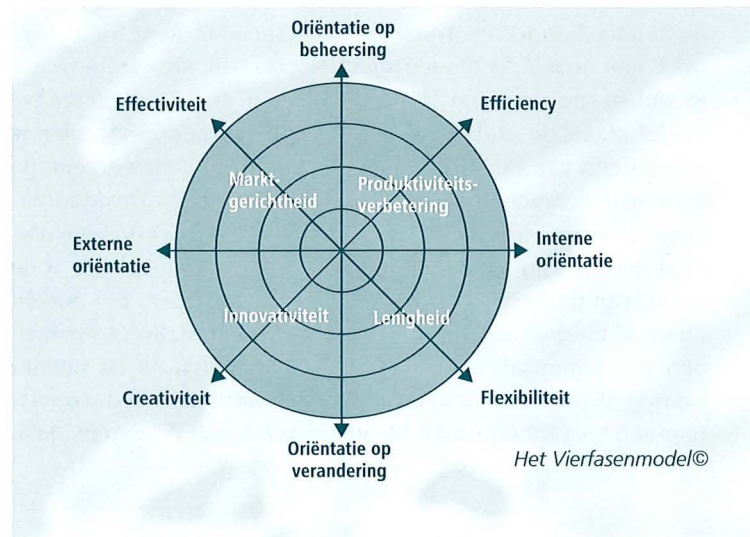 Oriëntatie op
beheersing
Effectiviteit
Efficiency
Markt-
gerichtheid
Produktiviteits-
verbetering
Externe
oriëntatie
Interne
oriëntatie
Innovativiteit
Lenigheid
Creativiteit
Flexibiliteit
Oriëntatie op
verandering
Het Vierfasenmodel©